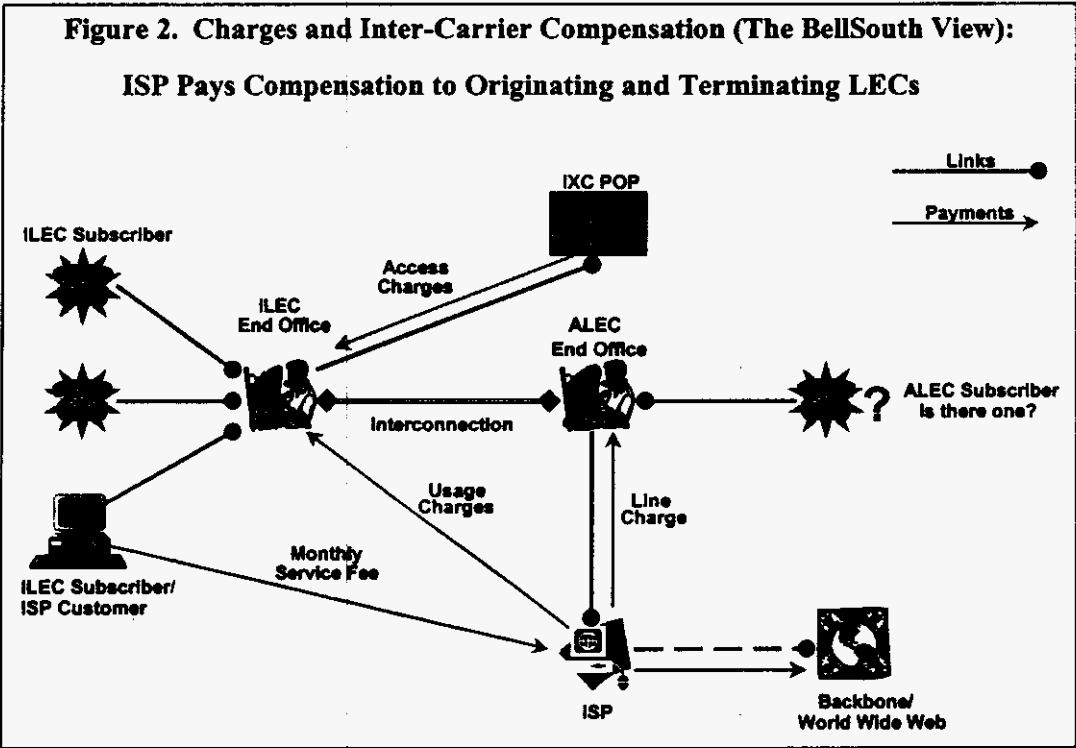 Figure 2. Charges and Inter-Carrier Compensation (The BellSouth View):
ISP Pays Compensation to Originating and Terminating LECs
Links
Payments
IXC POP
ILEC Subscriber
Access
Charges
ILEC
End Office
ALEC
End Office
Interconnection
?
ALEC Subscriber
Is there one?
Usage
Charges
Line
Charge
Monthly
Service Fee
ILEC Subscriber/
ISP Customer
ISP
Backbone/
World Wide Web